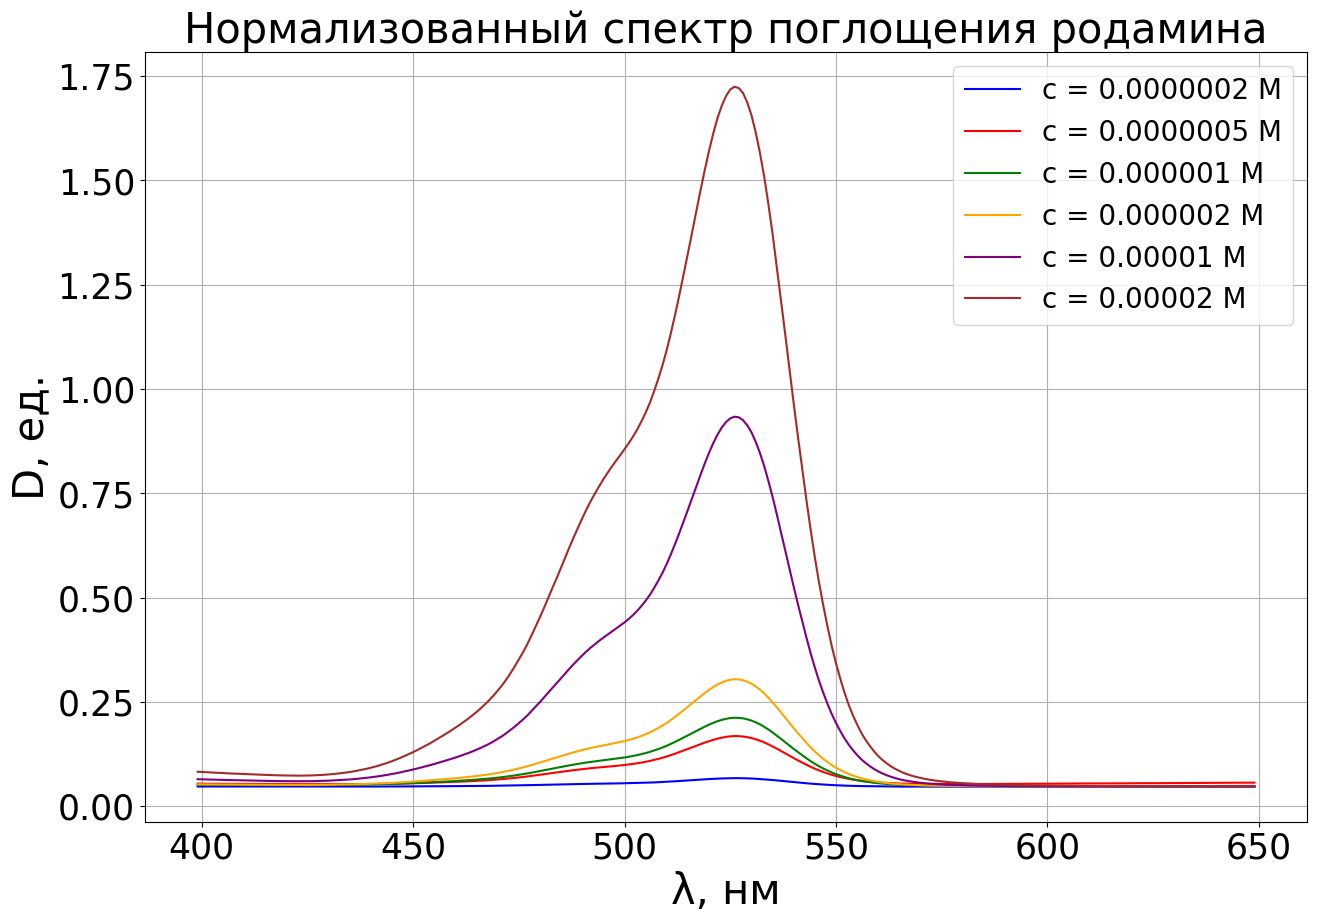 Нормализованный спектр поглощения родамина
1.75
1.50
1.25
1.00
0.75
0.50
0.25
0.00
D, ед.
c = 0.0000002 М
c = 0.0000005 М
c = 0.000001 М
c = 0.000002 М
c = 0.00001 М
c = 0.00002 М
400 450 500 550 600 650
λ, нм